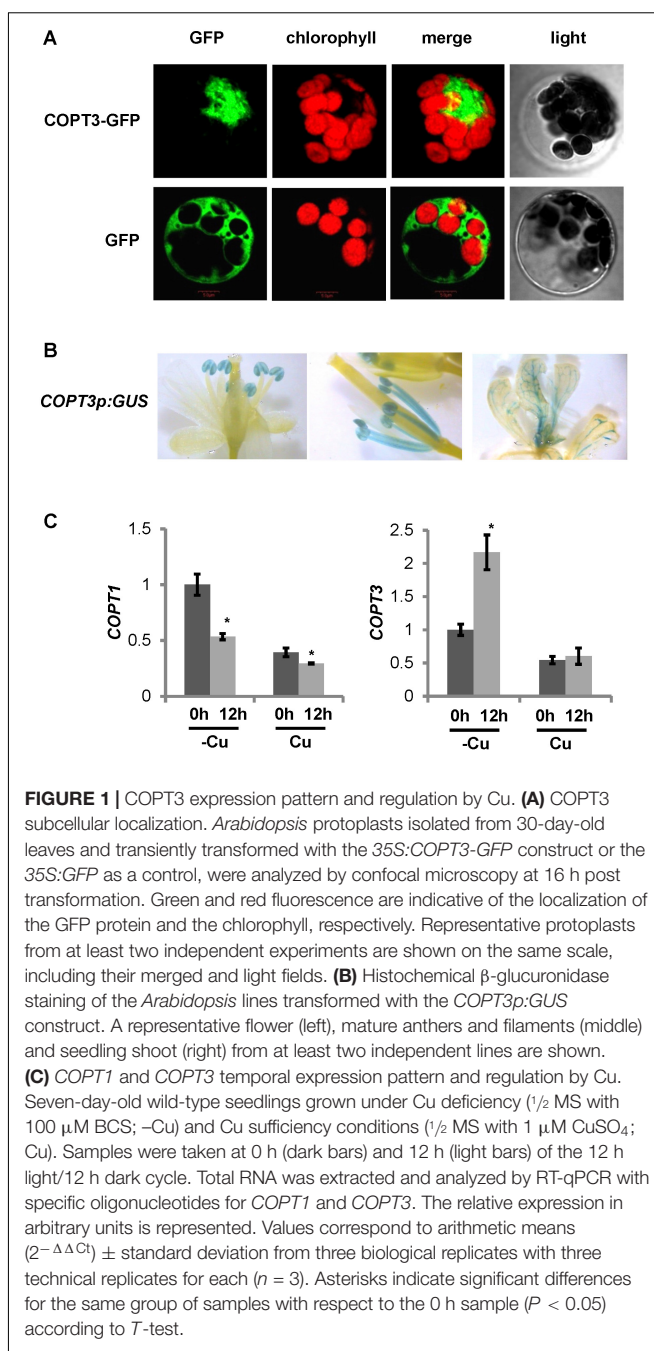 A
GFP chlorophyll merge light
COPT3-GFP
GFP
B
COPT3p:GUS
C
COPT1
1.5
1
0.5
0
*
*
0h 12h 0h 12h
-Cu Cu
COPT3
2.5
2
1.5
1
0.5
0
*
0h 12h 0h 12h
-Cu Cu
FIGURE 1 | COPT3 expression pattern and regulation by Cu. (A) COPT3
subcellular localization. Arabidopsis protoplasts isolated from 30-day-old
leaves and transiently transformed with the 35S:COPT3-GFP construct or the
35S:GFP as a control, were analyzed by confocal microscopy at 16 h post
transformation. Green and red fluorescence are indicative of the localization of
the GFP protein and the chlorophyll, respectively. Representative protoplasts
from at least two independent experiments are shown on the same scale,
including their merged and light fields. (B) Histochemical β-glucuronidase
staining of the Arabidopsis lines transformed with the COPT3p:GUS
construct. A representative flower (left), mature anthers and filaments (middle)
and seedling shoot (right) from at least two independent lines are shown.
(C) COPT1 and COPT3 temporal expression pattern and regulation by Cu.
Seven-day-old wild-type seedlings grown under Cu deficiency (1/2 MS with
100 μM BCS; –Cu) and Cu sufficiency conditions (1/2 MS with 1 μM CuSO4;
Cu). Samples were taken at 0 h (dark bars) and 12 h (light bars) of the 12 h
light/12 h dark cycle. Total RNA was extracted and analyzed by RT-qPCR with
specific oligonucleotides for COPT1 and COPT3. The relative expression in
arbitrary units is represented. Values correspond to arithmetic means
(2−ΔΔCt) ± standard deviation from three biological replicates with three
technical replicates for each (n = 3). Asterisks indicate significant differences
for the same group of samples with respect to the 0 h sample (P < 0.05)
according to T-test.